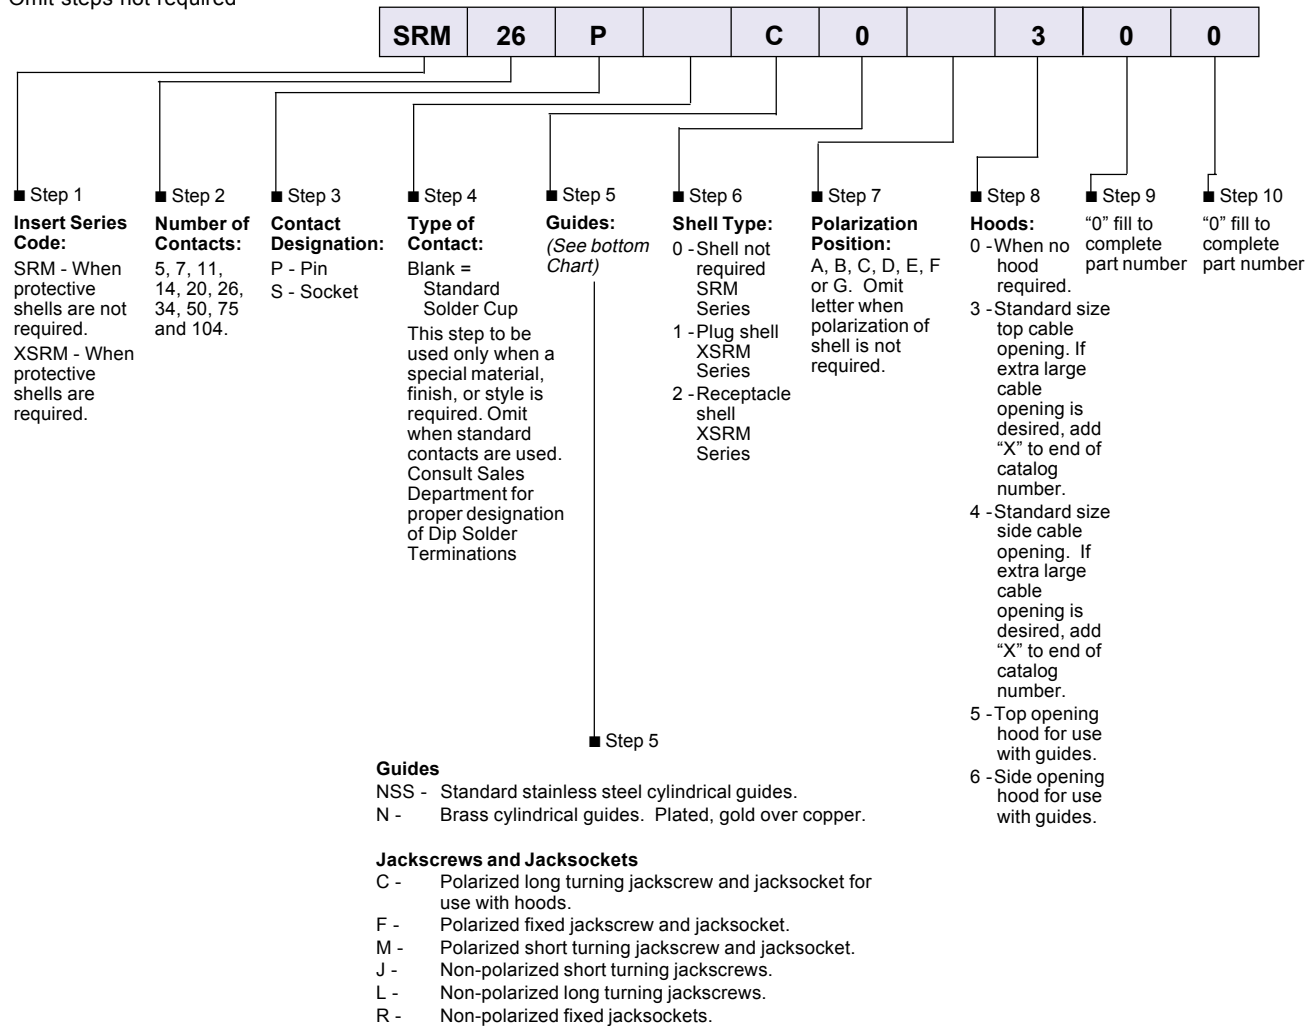 Omit steps not required
SRM 26 P C 0 3 0 0
■ Step 1
Insert Series
Code:
SRM - When
protective
shells are not
required.
XSRM - When
protective
shells are
required.
■ Step 2
Number of
Contacts:
5, 7, 11,
14, 20, 26,
34, 50, 75
and 104.
■ Step 3
Contact
Designation:
P - Pin
S - Socket
■ Step 4
Type of
Contact:
Blank =
Standard
Solder Cup
This step to be
used only when a
special material,
finish, or style is
required. Omit
when standard
contacts are used.
Consult Sales
Department for
proper designation
of Dip Solder
Terminations
■ Step 5
Guides:
(See bottom
Chart)
■ Step 6
Shell Type:
0 - Shell not
required
SRM
Series
1 - Plug shell
XSRM
Series
2 - Receptacle
shell
XSRM
Series
■ Step 7
Polarization
Position:
A, B, C, D, E, F
or G. Omit
letter when
polarization of
shell is not
required.
■ Step 8
Hoods:
0 - When no
hood
required.
3 - Standard size
top cable
opening. If
extra large
cable
opening is
desired, add
“X” to end of
catalog
number.
4 - Standard size
side cable
opening. If
extra large
cable
opening is
desired, add
“X” to end of
catalog
number.
5 - Top opening
hood for use
with guides.
6 - Side opening
hood for use
with guides.
■ Step 9
“0” fill to
complete
part number
■ Step 10
“0” fill to
complete
part number
■ Step 5
Guides
NSS - Standard stainless steel cylindrical guides.
N - Brass cylindrical guides. Plated, gold over copper.
Jackscrews and Jacksockets
C - Polarized long turning jackscrew and jacksocket for
use with hoods.
F - Polarized fixed jackscrew and jacksocket.
M - Polarized short turning jackscrew and jacksocket.
J - Non-polarized short turning jackscrews.
L - Non-polarized long turning jackscrews.
R - Non-polarized fixed jacksockets.